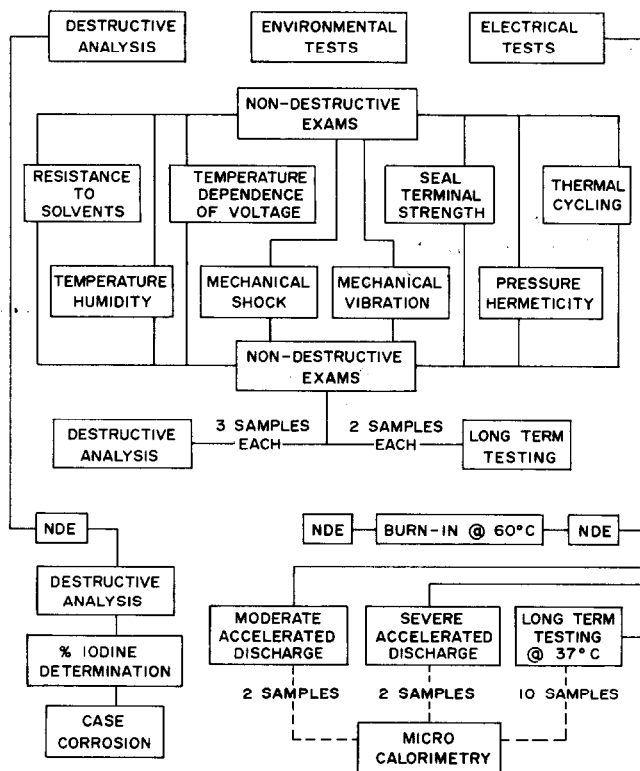 DESTRUCTIVE
ANALYSIS
ENVIRONMENTAL
TESTS
ELECTRICAL
TESTS
NON-DESTRUCTIVE
EXAMS
RESISTANCE
TO
SOLVENTS
TEMPERATURE
DEPENDENCE
OF VOLTAGE
SEAL
TERMINAL
STRENGTH
THERMAL
CYCLING
TEMPERATURE
HUMIDITY
MECHANICAL
SHOCK
MECHANICAL
VIBRATION
PRESSURE
HERMETICITY
NON-DESTRUCTIVE
EXAMS
DESTRUCTIVE
ANALYSIS
3 SAMPLES
EACH
2 SAMPLES
EACH
LONG TERM
TESTING
NDE
NDE
BURN-IN @ 60°C
NDE
DESTRUCTIVE
ANALYSIS
% IODINE
DETERMINATION
CASE
CORROSION
MODERATE
ACCELERATED
DISCHARGE
SEVERE
ACCELERATED
DISCHARGE
LONG TERM
TESTING
@ 37°C
2 SAMPLES
2 SAMPLES
10 SAMPLES
MICRO
CALORIMETRY